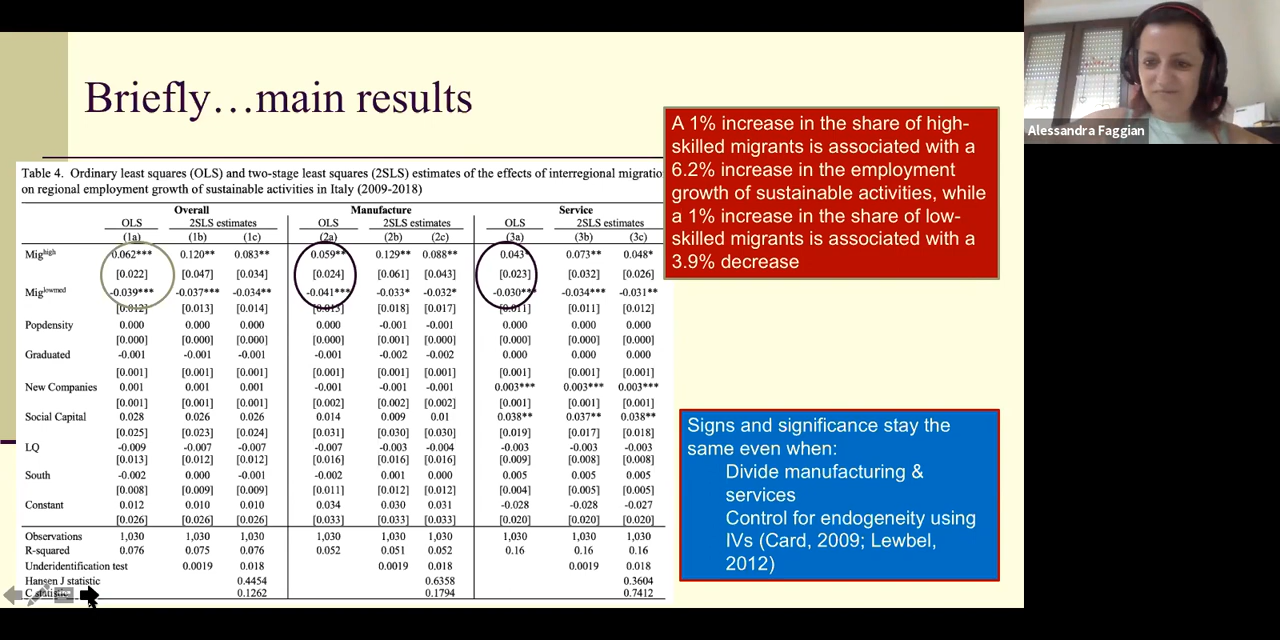 Briefly…main results
Table 4. Ordinary least squares (OLS) and two-stage least squares (2SLS) estimates of the effects of interregional migratio
on regional employment growth of sustainable activities in Italy (2009-2018)
Overall Manufacture Service
OLS 2SLS estimates OLS 2SLS estimates OLS 2SLS estimates
(1a) (1b) (1c) (2a) (2b) (2c) (3a) (3b) (3c)
Mighigh 0.062*** 0.120** 0.083** 0.059** 0.129** 0.088** 0.043* 0.073** 0.048*
[0.022] [0.047] [0.034] [0.024] [0.061] [0.043] [0.023] [0.032] [0.026]
Miglowmed -0.039*** -0.037*** -0.034** -0.041*** -0.033* -0.032* -0.030*** -0.034*** -0.031**
[0.012] [0.013] [0.014] [0.015] [0.018] [0.017] [0.011] [0.011] [0.012]
Popdensity 0.000 0.000 0.000 0.000 -0.001 -0.001 0.000 0.000 0.000
[0.000] [0.000] [0.000] [0.000] [0.001] [0.000] [0.000] [0.000] [0.000]
Graduated -0.001 -0.001 -0.001 -0.001 -0.002 -0.002 0.000 0.000 0.000
[0.001] [0.001] [0.001] [0.001] [0.001] [0.001] [0.001] [0.001] [0.001]
New Companies 0.001 0.001 0.001 -0.001 -0.001 -0.001 0.003*** 0.003*** 0.003***
[0.001] [0.001] [0.001] [0.002] [0.002] [0.002] [0.001] [0.001] [0.001]
Social Capital 0.028 0.026 0.026 0.014 0.009 0.01 0.038** 0.037** 0.038**
[0.025] [0.023] [0.024] [0.031] [0.030] [0.030] [0.019] [0.017] [0.018]
LQ -0.009 -0.007 -0.007 -0.007 -0.003 -0.004 -0.003 -0.003 -0.003
[0.013] [0.012] [0.012] [0.016] [0.016] [0.016] [0.009] [0.008] [0.008]
South -0.002 0.000 -0.001 -0.002 0.001 0.000 0.005 0.005 0.005
[0.008] [0.009] [0.009] [0.011] [0.012] [0.012] [0.004] [0.005] [0.005]
Constant 0.012 0.010 0.010 0.034 0.030 0.031 -0.028 -0.028 -0.027
[0.026] [0.026] [0.026] [0.033] [0.033] [0.033] [0.020] [0.020] [0.020]
Observations 1,030 1,030 1,030 1,030 1,030 1,030 1,030 1,030 1,030
R-squared 0.076 0.075 0.076 0.052 0.051 0.052 0.16 0.16 0.16
Underidentification test 0.0019 0.018 0.0019 0.018 0.0019 0.018
Hansen J statistic 0.4454 0.6358 0.3604
C statistic 0.1262 0.1794 0.7412
A 1% increase in the share of high-
skilled migrants is associated with a
6.2% increase in the employment
growth of sustainable activities, while
a 1% increase in the share of low-
skilled migrants is associated with a
3.9% decrease
Signs and significance stay the
same even when:
Divide manufacturing &
services
Control for endogeneity using
IVs (Card, 2009; Lewbel,
2012)
Alessandra Faggian